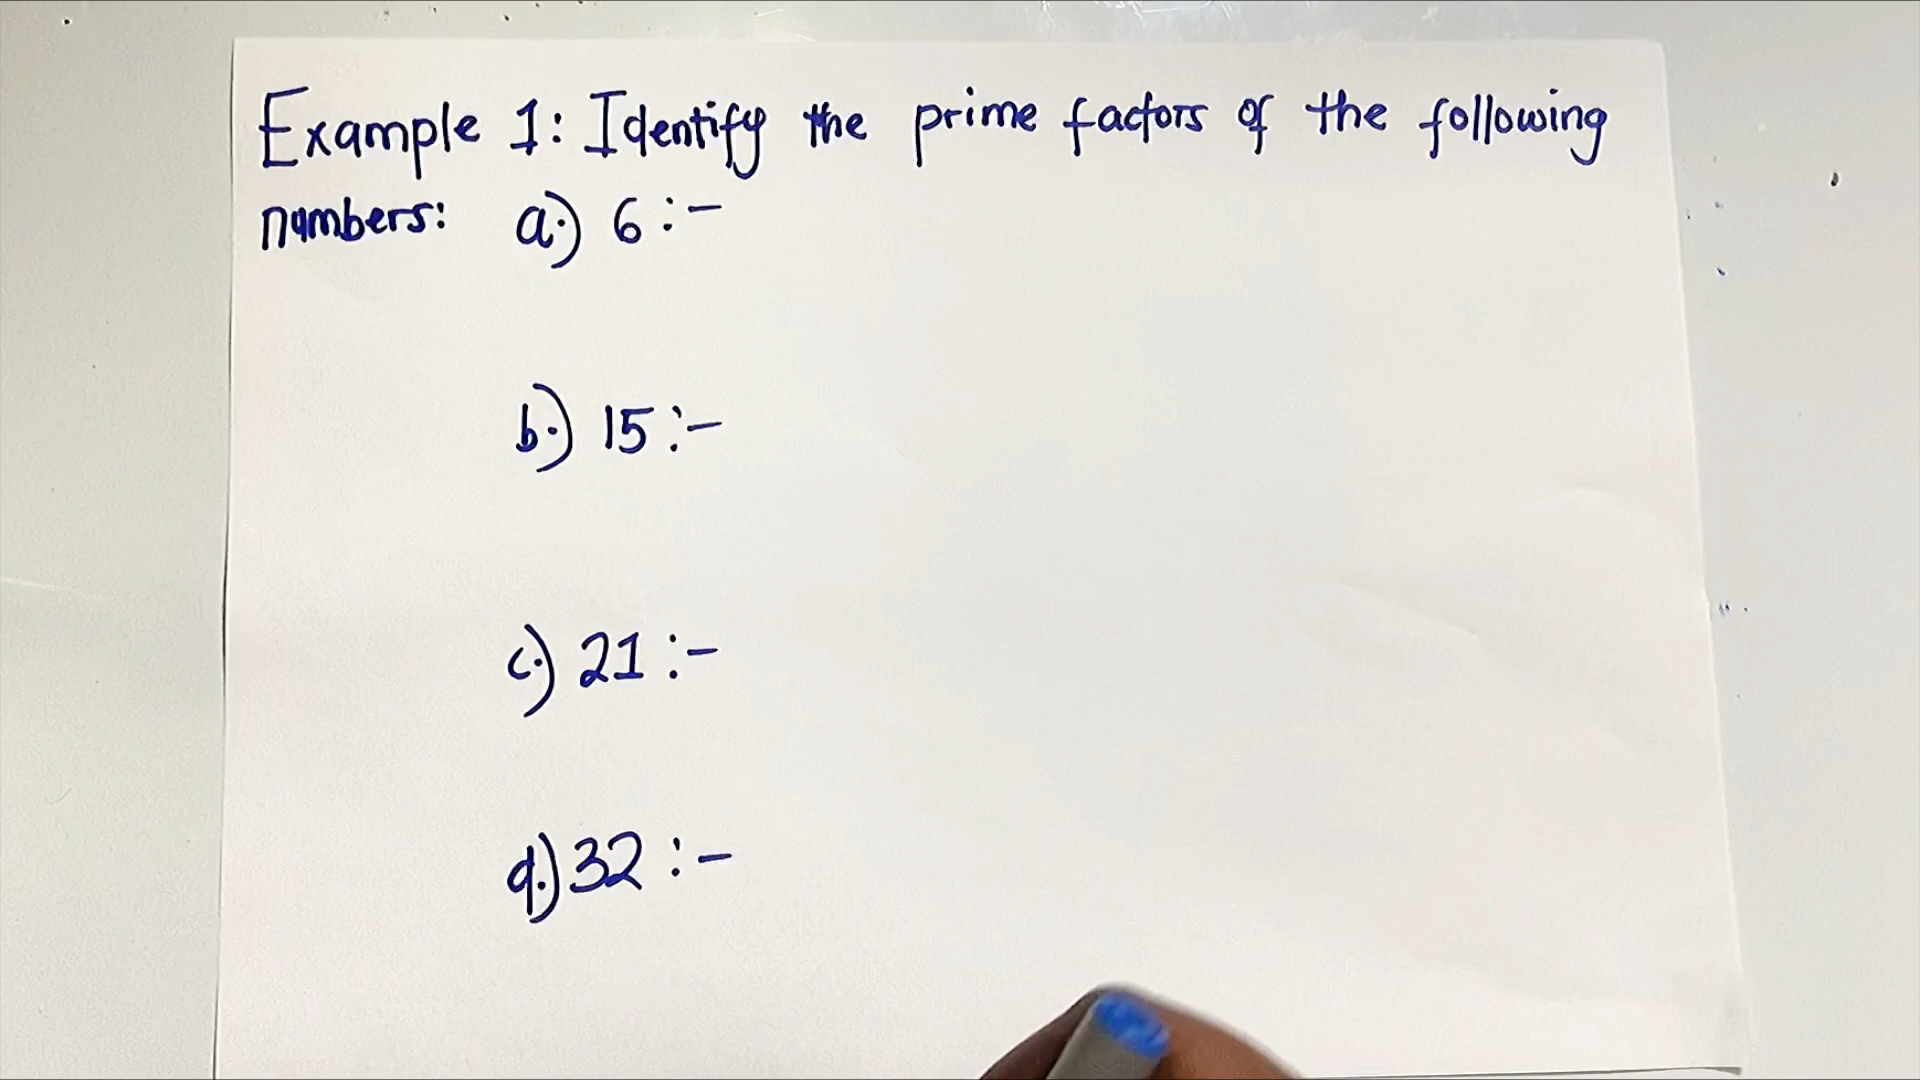 Example 1: Identify the prime factors of the following
numbers: a.) 6 :-
b.) 15 :-
c.) 21 :-
d.) 32 :-